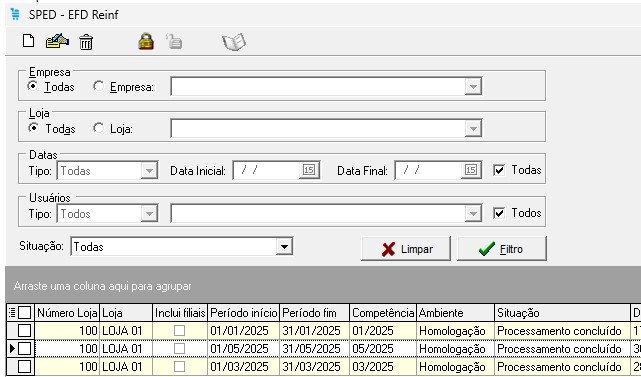 SPED - EFD Reinf
Empresa
Todas Empresa:
Loja
Todas Loja:
Datas
Tipo: Todas Data Inicial: / / 15 Data Final: / / 15 Todas
Usuários
Tipo: Todos Todos
Situação: Todas Limpar Filtro
Arraste uma coluna aqui para agrupar
Número Loja Loja Inclui filiais Período início Período fim Competência Ambiente Situação D
100 LOJA 01 01/01/2025 31/01/2025 01/2025 Homologação Processamento concluído 17
100 LOJA 01 01/05/2025 31/05/2025 05/2025 Homologação Processamento concluído
100 LOJA 01 01/03/2025 31/03/2025 03/2025 Homologação Processamento concluído